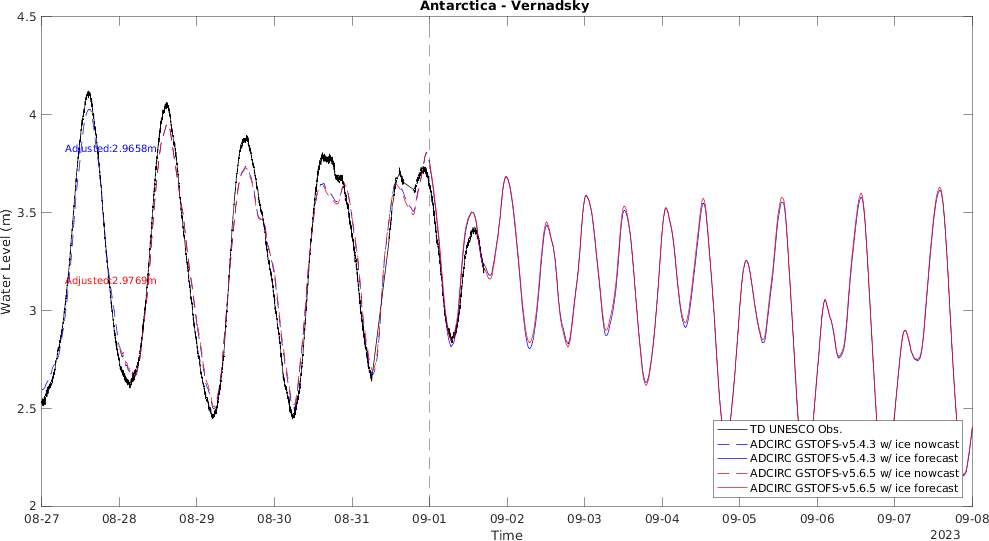 Antarctica - Vernadsky
4.5
4
3.5
3
2.5
2
Water Level (m)
Adjusted:2.9658m
Adjusted:2.9769m
TD UNESCO Obs.
ADCIRC GSTOFS-v5.4.3 w/ ice nowcast
ADCIRC GSTOFS-v5.4.3 w/ ice forecast
ADCIRC GSTOFS-v5.6.5 w/ ice nowcast
ADCIRC GSTOFS-v5.6.5 w/ ice forecast
08-27 08-28 08-29 08-30 08-31 09-01 09-02 09-03 09-04 09-05 09-06 09-07 09-08
Time
2023